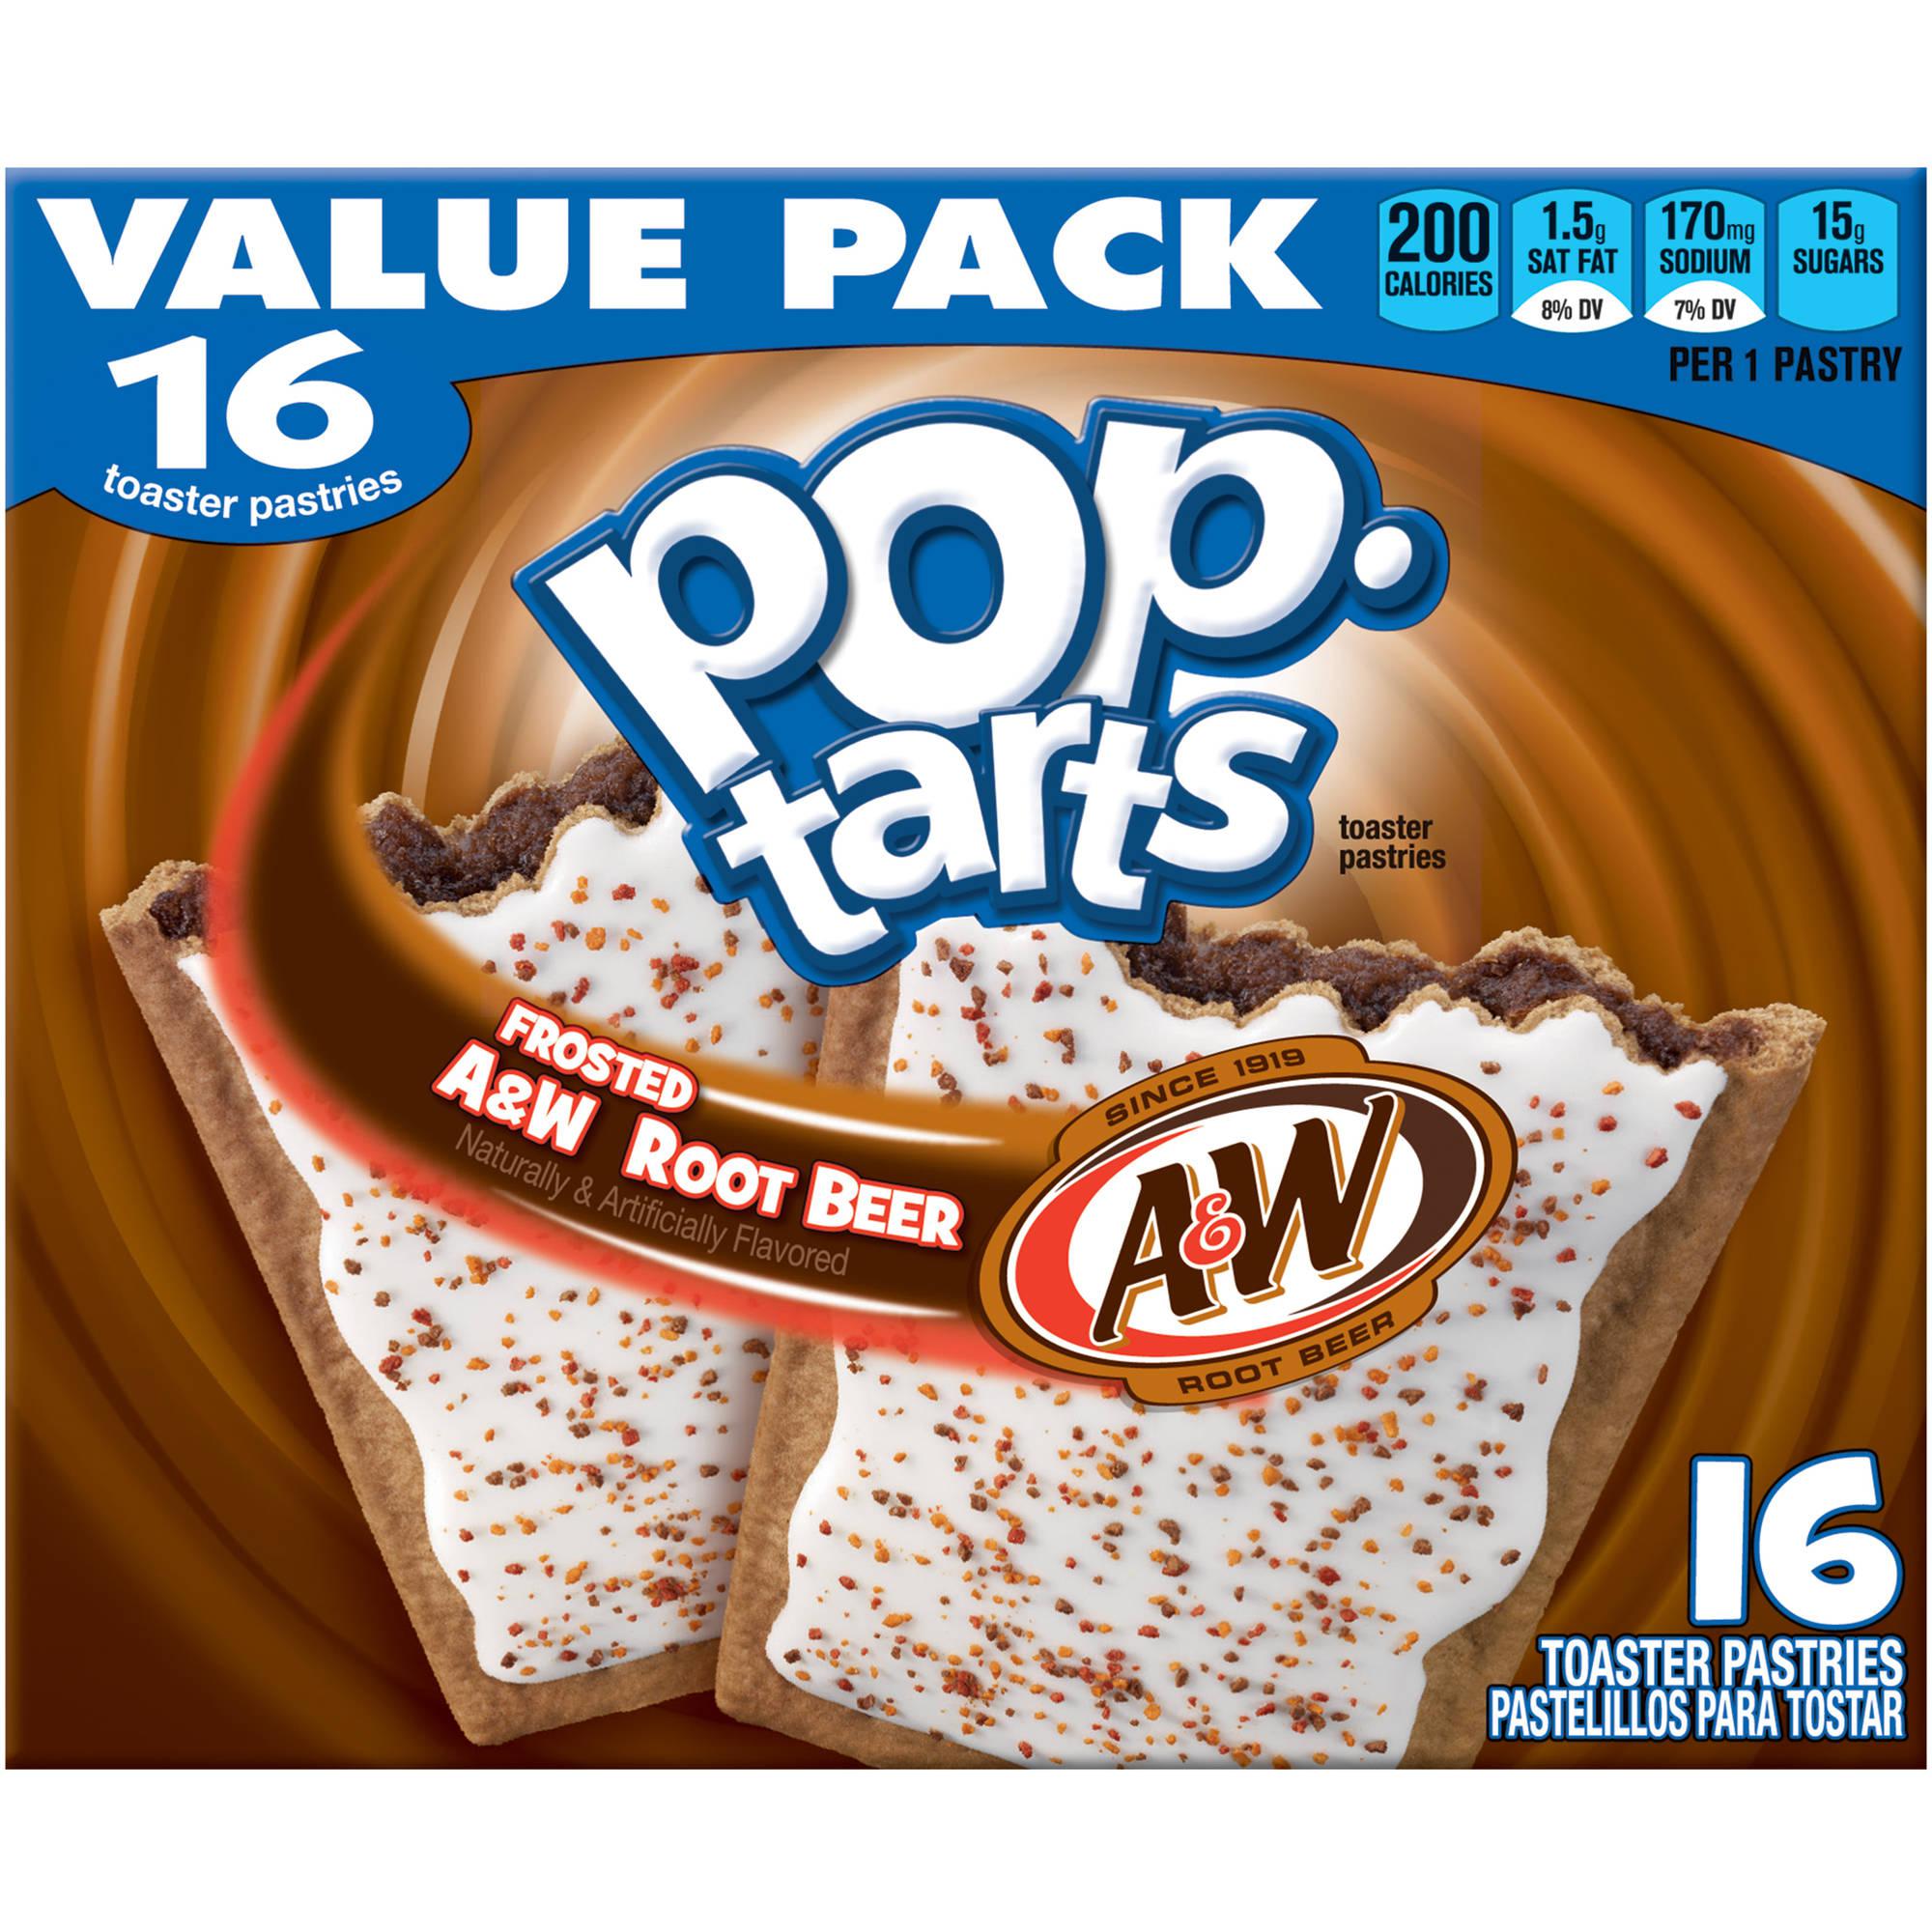 VALUE PACK
16
toaster pastries
200
CALORIES
1.5g
SAT FAT
8% DV
170mg
SODIUM
7% DV
15g
SUGARS
PER 1 PASTRY
pop.
tarts
toaster
pastries
FROSTED
A&W ROOT BEER
Naturally & Artificially Flavored
SINCE 1919
A&W
ROOT BEER
16
TOASTER PASTRIES
PASTELILLOS PARA TOSTAR